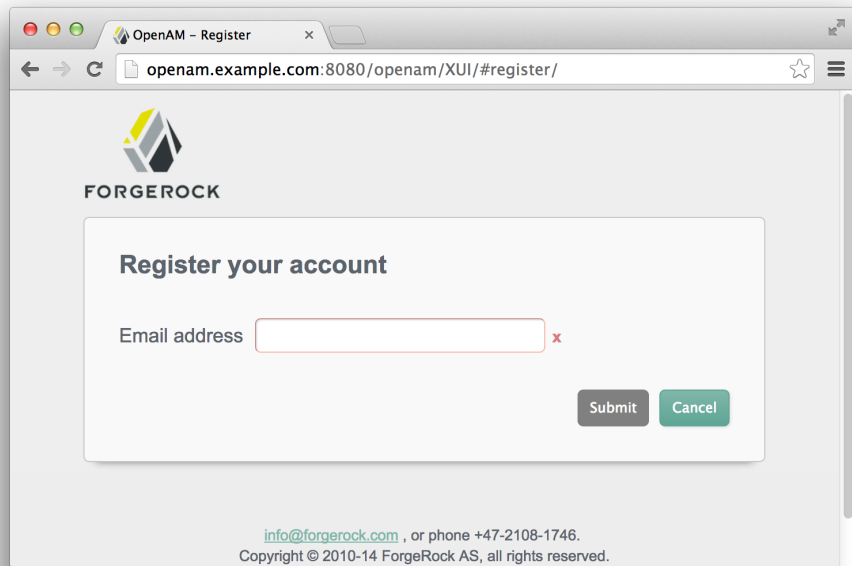 OpenAM - Register
openam.example.com:8080/openam/XUI/#register/
FORGEROCK
Register your account
Email address x
Submit Cancel
info@forgerock.com , or phone +47-2108-1746.
Copyright © 2010-14 ForgeRock AS, all rights reserved.